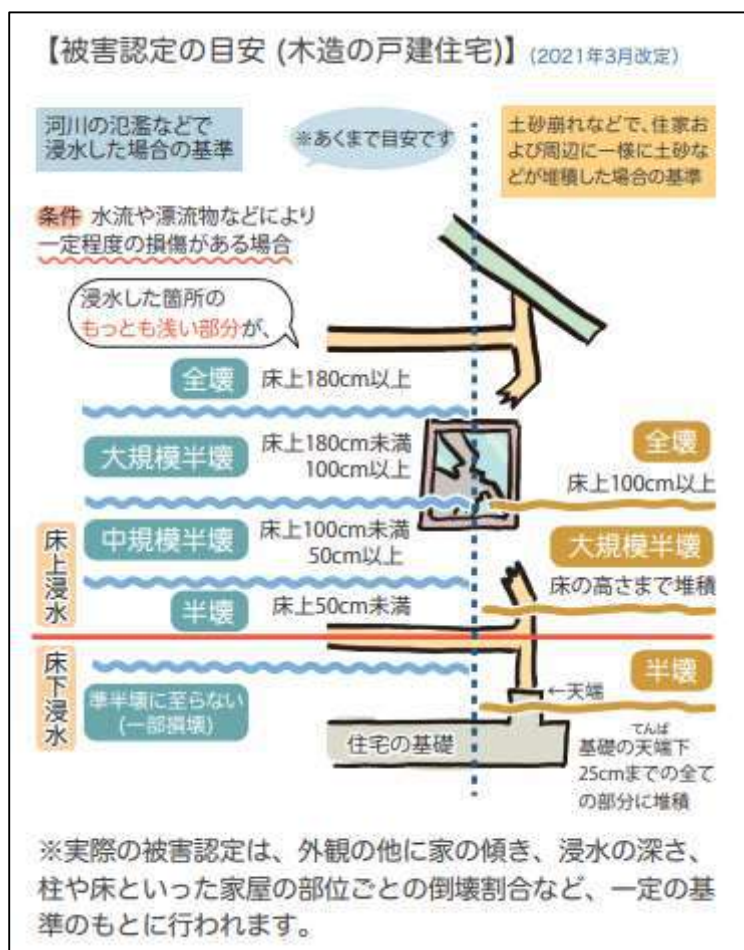 【被害認定の目安 (木造の戸建住宅)】(2021年3月改定)
河川の氾濫などで
浸水した場合の基準
※あくまで目安です
土砂崩れなどで、住家お
よび周辺に一様に土砂な
どが堆積した場合の基準
条件 水流や漂流物などにより
一定程度の損傷がある場合
浸水した箇所の
もっとも浅い部分が、
全壊 床上180cm以上
大規模半壊 床上180cm未満
100cm以上
中規模半壊 床上100cm未満
50cm以上
半壊 床上50cm未満
床上浸水
床下浸水
準半壊に至らない
(一部損壊)
全壊
床上100cm以上
大規模半壊
床の高さまで堆積
半壊
←天端
住宅の基礎
てんば
基礎の天端下
25cmまでの全て
の部分に堆積
※実際の被害認定は、外観の他に家の傾き、浸水の深さ、
柱や床といった家屋の部位ごとの倒壊割合など、一定の基
準のもとに行われます。